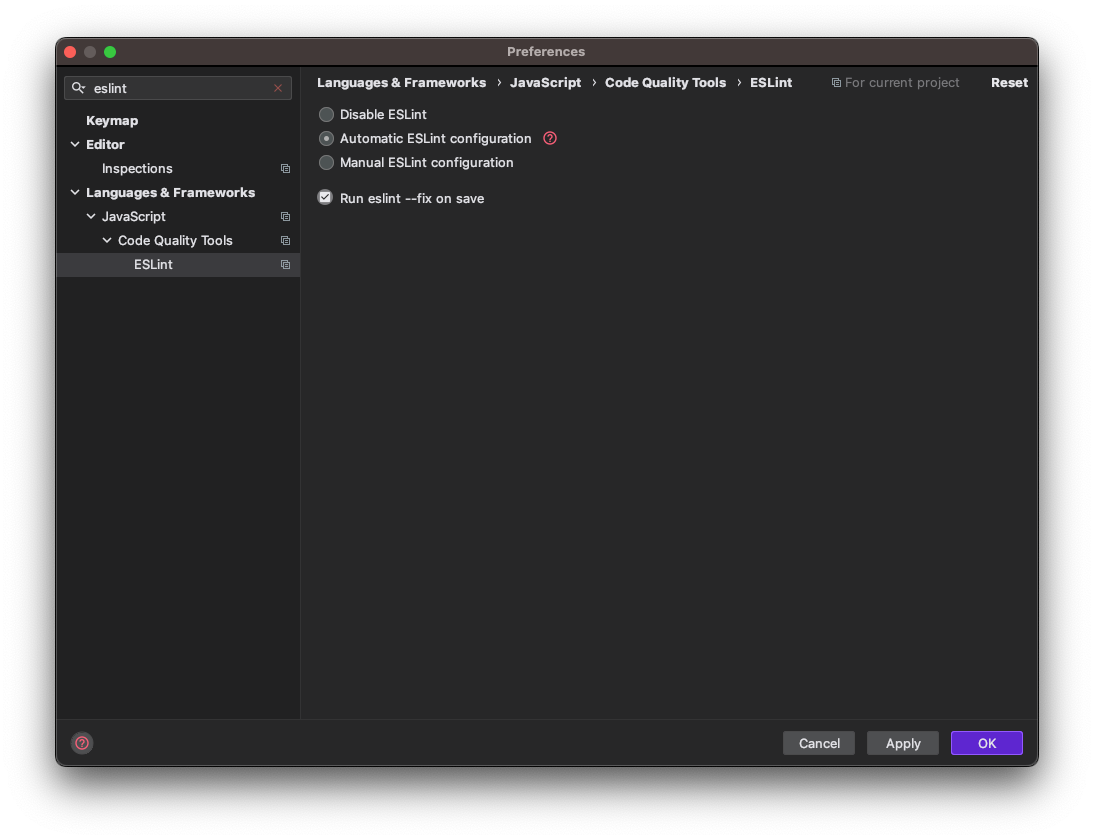 Preferences
eslint
Keymap
Editor
Inspections
Languages & Frameworks
JavaScript
Code Quality Tools
ESLint
Languages & Frameworks › JavaScript › Code Quality Tools › ESLint For current project Reset
Disable ESLint
Automatic ESLint configuration ?
Manual ESLint configuration
Run eslint --fix on save
? Cancel Apply OK